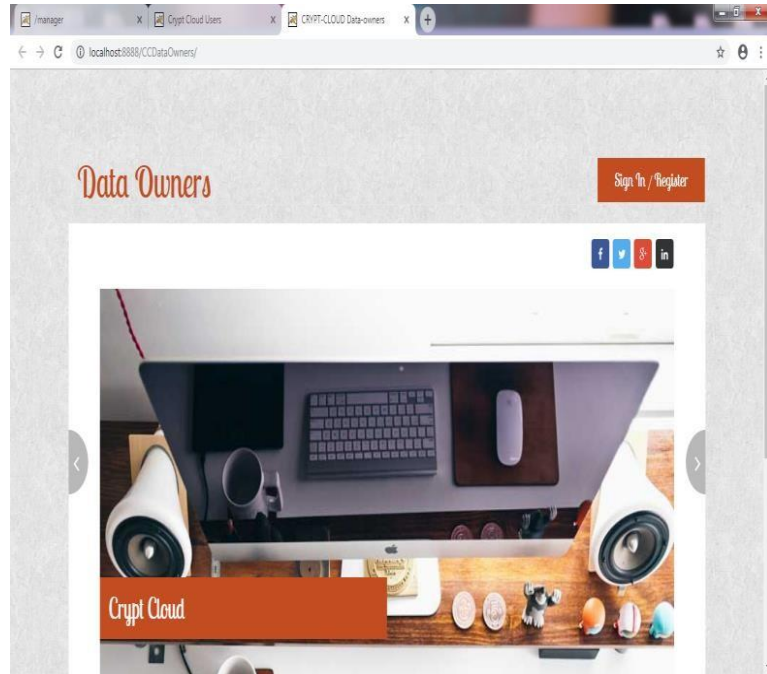 /manager x Crypt Cloud Users x CRYPT-CLOUD Data-owners x
localhost:8888/CCDataOwners/
Data Owners
Sign In / Register
f g+ in
Crypt Cloud